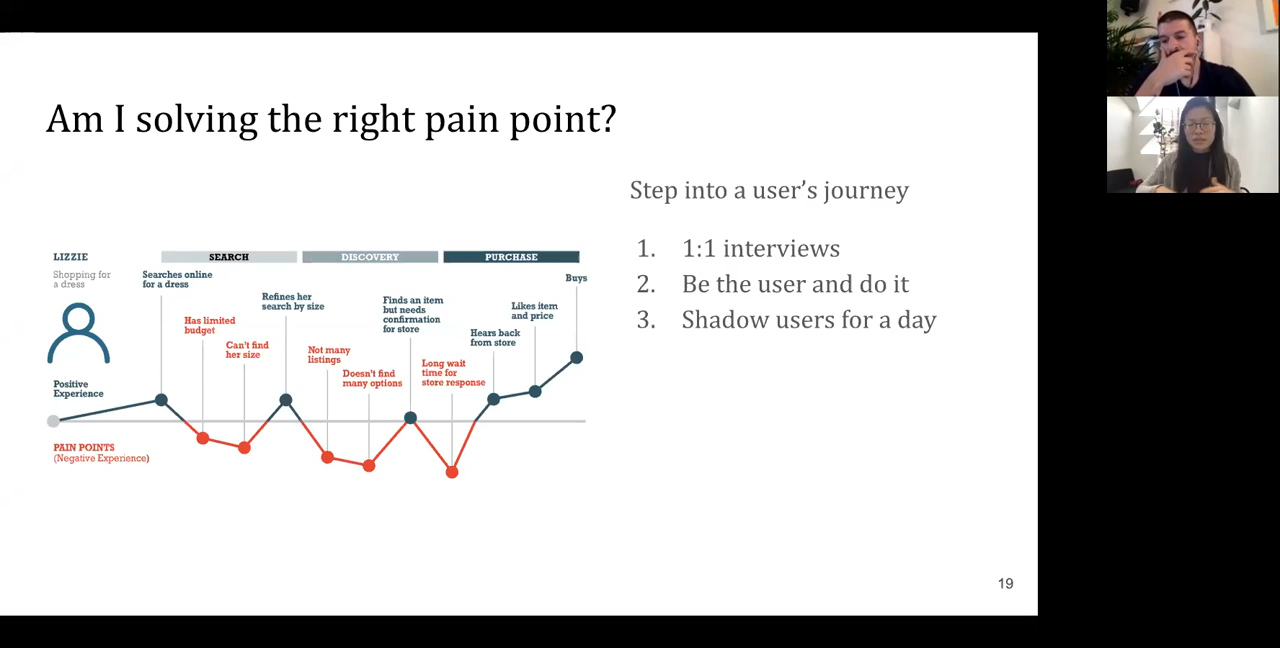 Am I solving the right pain point?
Step into a user’s journey
1. 1:1 interviews
2. Be the user and do it
3. Shadow users for a day
LIZZIE
Shopping for
a dress
SEARCH
DISCOVERY
PURCHASE
Searches online
for a dress
Has limited
budget
Can't find
her size
Refines her
search by size
Not many
listings
Doesn't find
many options
Finds an item
but needs
confirmation
for store
Long wait
time for
store response
Hears back
from store
Likes item
and price
Buys
Positive
Experience
PAIN POINTS
(Negative Experience)
19